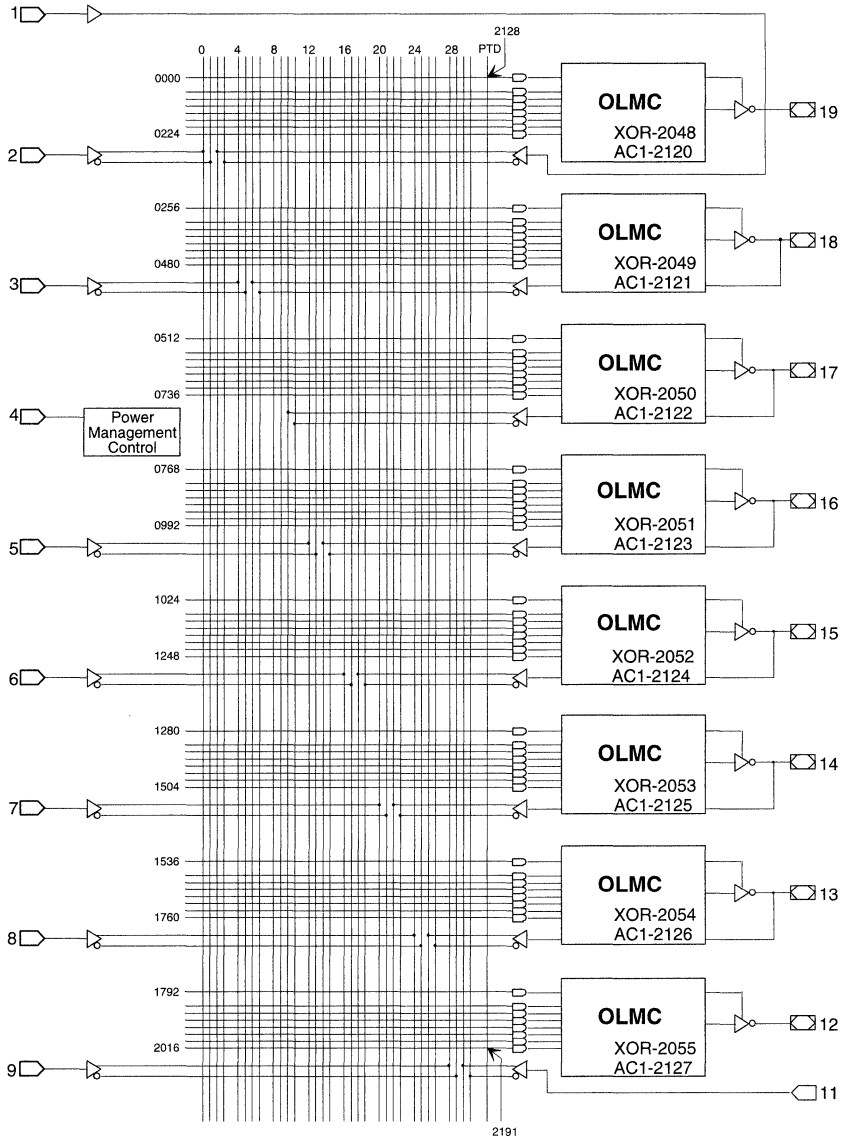 1
2128
0 4 8 12 16 20 24 28 PTD
0000
OLMC
19
0224
XOR-2048
AC1-2120
2
0256
OLMC
18
0480
XOR-2049
AC1-2121
3
0512
OLMC
17
0736
XOR-2050
AC1-2122
4
Power
Management
Control
0768
OLMC
16
0992
XOR-2051
AC1-2123
5
1024
OLMC
15
1248
XOR-2052
AC1-2124
6
1280
OLMC
14
1504
XOR-2053
AC1-2125
7
1536
OLMC
13
1760
XOR-2054
AC1-2126
8
1792
OLMC
12
2016
XOR-2055
AC1-2127
9
11
2191